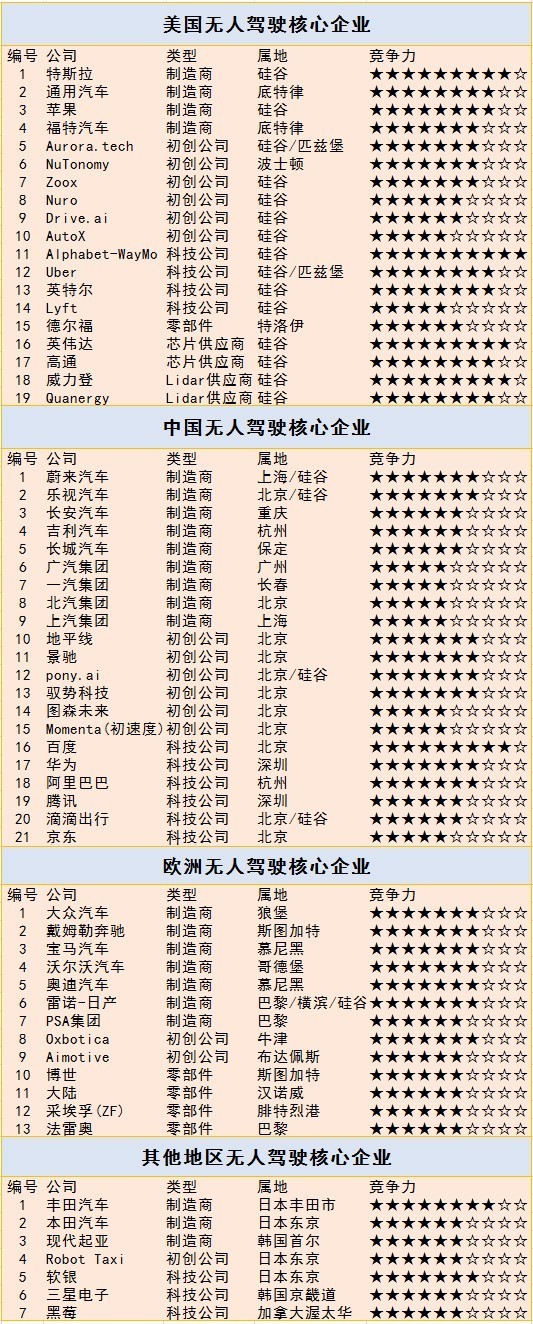 美国无人驾驶核心企业
编号 公司 类型 属地 竞争力
1 特斯拉 制造商 硅谷 ★★★★★★★★★☆
2 通用汽车 制造商 底特律 ★★★★★★★★☆☆
3 苹果 制造商 硅谷 ★★★★★★★★☆☆
4 福特汽车 制造商 底特律 ★★★★★★★☆☆☆
5 Aurora.tech 初创公司 硅谷/匹兹堡 ★★★★★★★☆☆☆
6 NuTonomy 初创公司 波士顿 ★★★★★★★☆☆☆
7 Zoox 初创公司 硅谷 ★★★★★★★☆☆☆
8 Nuro 初创公司 硅谷 ★★★★★★☆☆☆☆
9 Drive.ai 初创公司 硅谷 ★★★★★★☆☆☆☆
10 AutoX 初创公司 硅谷 ★★★★★☆☆☆☆☆
11 Alphabet-WayMo 科技公司 硅谷 ★★★★★★★★★★
12 Uber 科技公司 硅谷/匹兹堡 ★★★★★★★★☆☆
13 英特尔 科技公司 硅谷 ★★★★★★★★☆☆
14 Lyft 科技公司 硅谷 ★★★★★☆☆☆☆☆
15 德尔福 零部件 特洛伊 ★★★★★★☆☆☆☆
16 英伟达 芯片供应商 硅谷 ★★★★★★★★★☆
17 高通 芯片供应商 硅谷 ★★★★★★★★☆☆
18 威力登 Lidar供应商 硅谷 ★★★★★★★★★☆
19 Quanergy Lidar供应商 硅谷 ★★★★★★★★☆☆
中国无人驾驶核心企业
编号 公司 类型 属地 竞争力
1 蔚来汽车 制造商 上海/硅谷 ★★★★★★★☆☆☆
2 乐视汽车 制造商 北京/硅谷 ★★★★★★★☆☆☆
3 长安汽车 制造商 重庆 ★★★★★★☆☆☆☆
4 吉利汽车 制造商 杭州 ★★★★★★☆☆☆☆
5 长城汽车 制造商 保定 ★★★★★★☆☆☆☆
6 广汽集团 制造商 广州 ★★★★★☆☆☆☆☆
7 一汽集团 制造商 长春 ★★★★★☆☆☆☆☆
8 北汽集团 制造商 北京 ★★★★★☆☆☆☆☆
9 上汽集团 制造商 上海 ★★★★★☆☆☆☆☆
10 地平线 初创公司 北京 ★★★★★★★☆☆☆
11 景驰 初创公司 北京 ★★★★★★★☆☆☆
12 pony.ai 初创公司 北京/硅谷 ★★★★★★★☆☆☆
13 驭势科技 初创公司 北京 ★★★★★★★☆☆☆
14 图森未来 初创公司 北京 ★★★★★☆☆☆☆☆
15 Momenta(初速度) 初创公司 北京 ★★★★★☆☆☆☆☆
16 百度 科技公司 北京 ★★★★★★★★★☆
17 华为 科技公司 深圳 ★★★★★★★☆☆☆
18 阿里巴巴 科技公司 杭州 ★★★★★★★☆☆☆
19 腾讯 科技公司 深圳 ★★★★★★☆☆☆☆
20 滴滴出行 科技公司 北京/硅谷 ★★★★★★☆☆☆☆
21 京东 科技公司 北京 ★★★★★☆☆☆☆☆
欧洲无人驾驶核心企业
编号 公司 类型 属地 竞争力
1 大众汽车 制造商 狼堡 ★★★★★★★☆☆☆
2 戴姆勒奔驰 制造商 斯图加特 ★★★★★★★☆☆☆
3 宝马汽车 制造商 慕尼黑 ★★★★★★★☆☆☆
4 沃尔沃汽车 制造商 哥德堡 ★★★★★★★☆☆☆
5 奥迪汽车 制造商 慕尼黑 ★★★★★★★☆☆☆
6 雷诺-日产 制造商 巴黎/横滨/硅谷 ★★★★★★★☆☆☆
7 PSA集团 制造商 巴黎 ★★★★★★☆☆☆☆
8 Oxbotica 初创公司 牛津 ★★★★★★★☆☆☆
9 Aimotive 初创公司 布达佩斯 ★★★★★★☆☆☆☆
10 博世 零部件 斯图加特 ★★★★★★☆☆☆☆
11 大陆 零部件 汉诺威 ★★★★★★☆☆☆☆
12 采埃孚(ZF) 零部件 腓特烈港 ★★★★★★☆☆☆☆
13 法雷奥 零部件 巴黎 ★★★★★★☆☆☆☆
其他地区无人驾驶核心企业
编号 公司 类型 属地 竞争力
1 丰田汽车 制造商 日本丰田市 ★★★★★★★★☆☆
2 本田汽车 制造商 日本东京 ★★★★★★☆☆☆☆
3 现代起亚 制造商 韩国首尔 ★★★★★★☆☆☆☆
4 Robot Taxi 初创公司 日本东京 ★★★★★★☆☆☆☆
5 软银 科技公司 日本东京 ★★★★★★☆☆☆☆
6 三星电子 科技公司 韩国京畿道 ★★★★★★☆☆☆☆
7 黑莓 科技公司 加拿大渥太华 ★★★★★★☆☆☆☆